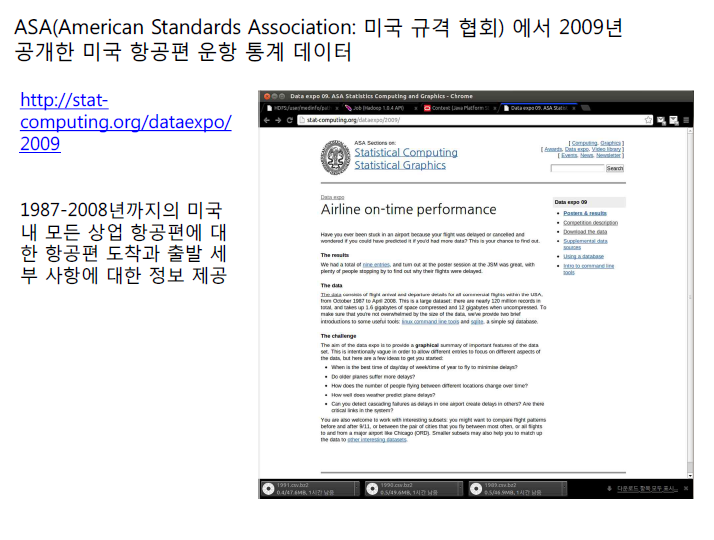 ASA(American Standards Association: 미국 규격 협회) 에서 2009년
공개한 미국 항공편 운항 통계 데이터
http://stat-
computing.org/dataexpo/
2009
1987-2008년까지의 미국
내 모든 상업 항공편에 대
한 항공편 도착과 출발 세
부 사항에 대한 정보 제공
Data expo 09. ASA Statistics Computing and Graphics - Chrome
Job (Hadoop 1.0.4 API)
Content (Java Platform
Data expo 09. ASA Statis
stat-computing.org/dataexpo/2009/
ASA Sections on:
Statistical Computing
Statistical Graphics
[ Computing, Graphics ]
[ Awards, Data expo, Video library ]
[ Events, News, Newsletter ]
Search
Data expo
Airline on-time performance
Have you ever been stuck in an airport because your flight was delayed or cancelled and
wondered if you could have predicted it if you'd had more data? This is your chance to find out.
The results
We had a total of nine entries, and turn out at the poster session at the JSM was great, with
plenty of people stopping by to find out why their flights were delayed.
The data
The data consists of flight arrival and departure details for all commercial flights within the USA,
from October 1987 to April 2008. This is a large dataset: there are nearly 120 million records in
total, and takes up 1.6 gigabytes of space compressed and 12 gigabytes when uncompressed. To
make sure that you're not overwhelmed by the size of the data, we've provide two brief
introductions to some useful tools: linux command line tools and sqlite, a simple sql database.
The challenge
The aim of the data expo is to provide a graphical summary of important features of the data
set. This is intentionally vague in order to allow different entries to focus on different aspects of
the data, but here are a few ideas to get you started:
• When is the best time of day/day of week/time of year to fly to minimise delays?
• Do older planes suffer more delays?
• How does the number of people flying between different locations change over time?
• How well does weather predict plane delays?
• Can you detect cascading failures as delays in one airport create delays in others? Are there
critical links in the system?
You are also welcome to work with interesting subsets: you might want to compare flight patterns
before and after 9/11, or between the pair of cities that you fly between most often, or all flights
to and from a major airport like Chicago (ORD). Smaller subsets may also help you to match up
the data to other interesting datasets.
Data expo 09
• Posters & results
• Competition description
• Download the data
• Supplemental data
sources
• Using a database
• Intro to command line
tools
1991.csv.bz2
0.4/47.6MB, 1시간 남음
1990.csv.bz2
0.5/49.6MB, 1시간 남음
1989.csv.bz2
0.5/46.9MB, 1시간 남음
다운로드 항목 모두 표시...